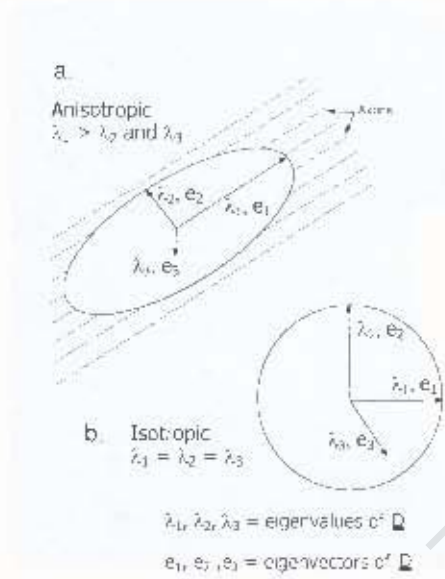 a.
Anisotropic
λ₁ > λ₂ and λ₃
Axons
λ₂, e₂
λ₁, e₁
λ₃, e₃
λ₂, e₂
λ₁, e₁
λ₃, e₃
b. Isotropic
λ₁ = λ₂ = λ₃
λ₁, λ₂, λ₃ = eigenvalues of D
e₁, e₂, e₃ = eigenvectors of D